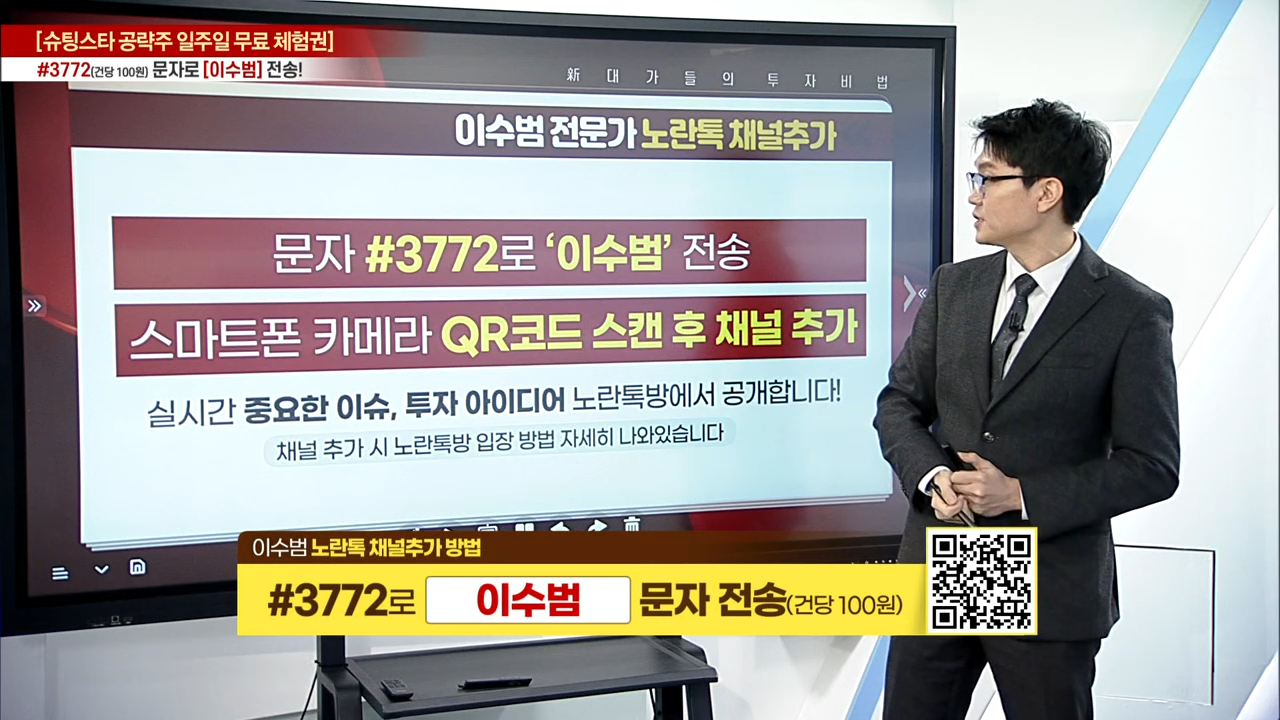 [슈팅스타 공략주 일주일 무료 체험권]
#3772(건당 100원) 문자로 [이수범] 전송!
新대가들의 투자비법
이수범 전문가 노란톡 채널추가
문자 #3772로 ‘이수범’ 전송
스마트폰 카메라 QR코드 스캔 후 채널 추가
실시간 중요한 이슈, 투자 아이디어 노란톡방에서 공개합니다!
채널 추가 시 노란톡방 입장 방법 자세히 나와있습니다
이수범 노란톡 채널추가 방법
#3772로 이수범 문자 전송(건당 100원)